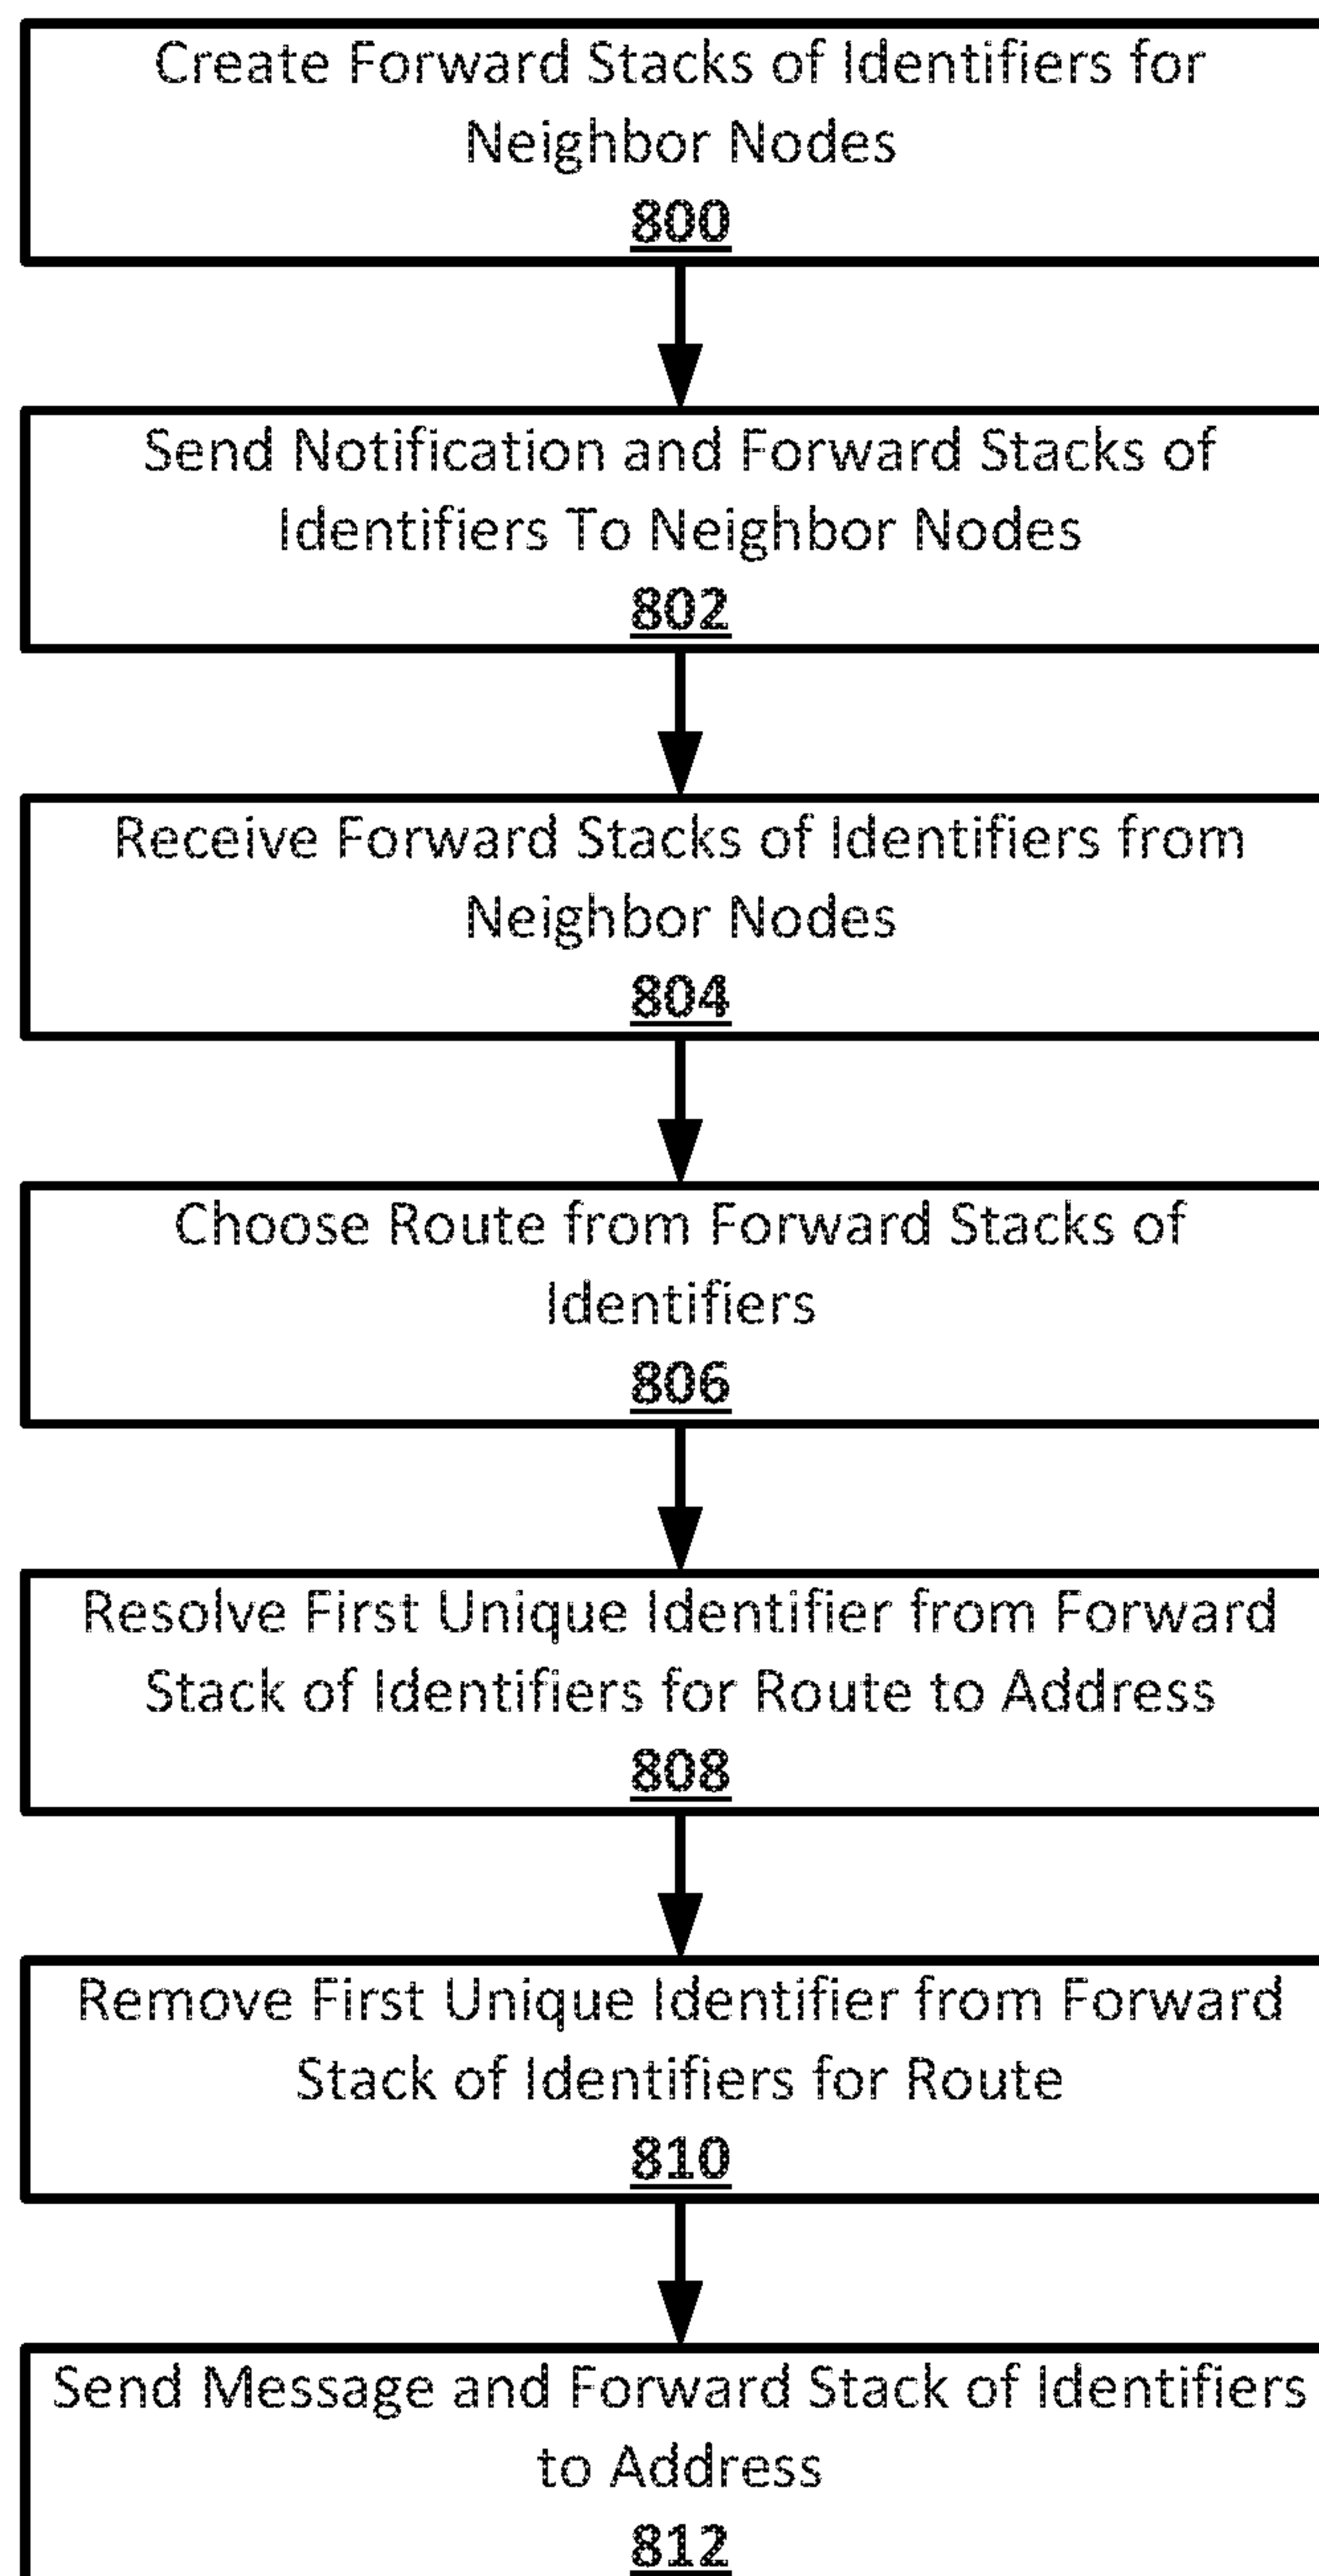 Create Forward Stacks of Identifiers for
Neighbor Nodes
800
Send Notification and Forward Stacks of
Identifiers To Neighbor Nodes
802
Receive Forward Stacks of Identifiers from
Neighbor Nodes
804
Choose Route from Forward Stacks of
Identifiers
806
Resolve First Unique Identifier from Forward
Stack of Identifiers for Route to Address
808
Remove First Unique Identifier from Forward
Stack of Identifiers for Route
810
Send Message and Forward Stack of Identifiers
to Address
812